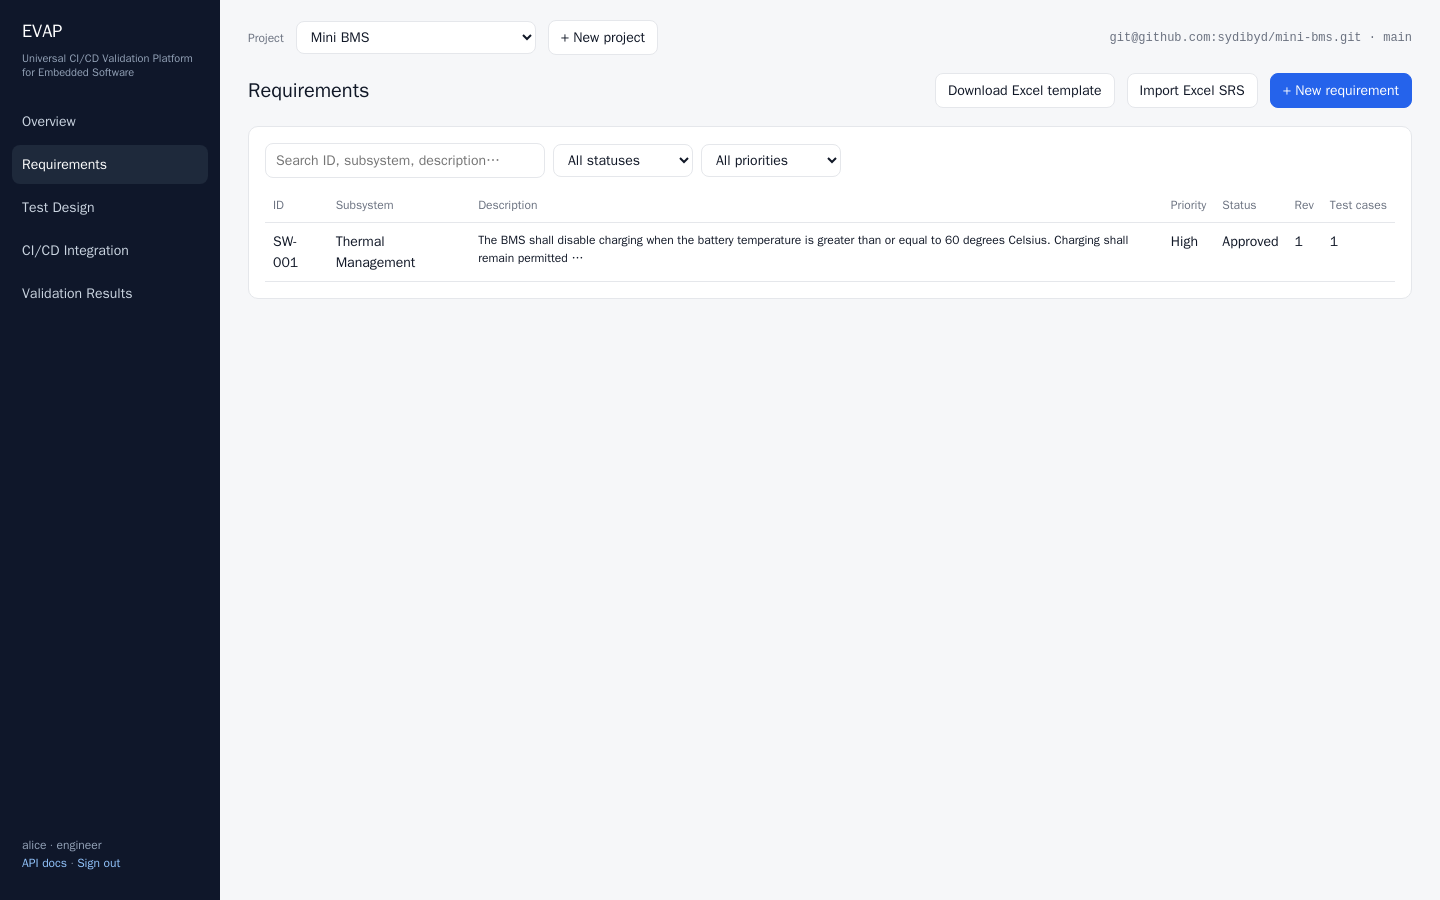 EVAP
Universal CI/CD Validation Platform
for Embedded Software
Overview
Requirements
Test Design
CI/CD Integration
Validation Results
alice · engineer
API docs · Sign out
Project
Mini BMS
+ New project
git@github.com:sydibyd/mini-bms.git · main
Requirements
Download Excel template
Import Excel SRS
+ New requirement
Search ID, subsystem, description…
All statuses
All priorities
ID Subsystem Description Priority Status Rev Test cases
SW-
001
Thermal
Management
The BMS shall disable charging when the battery temperature is greater than or equal to 60 degrees Celsius. Charging shall
remain permitted …
High Approved 1 1